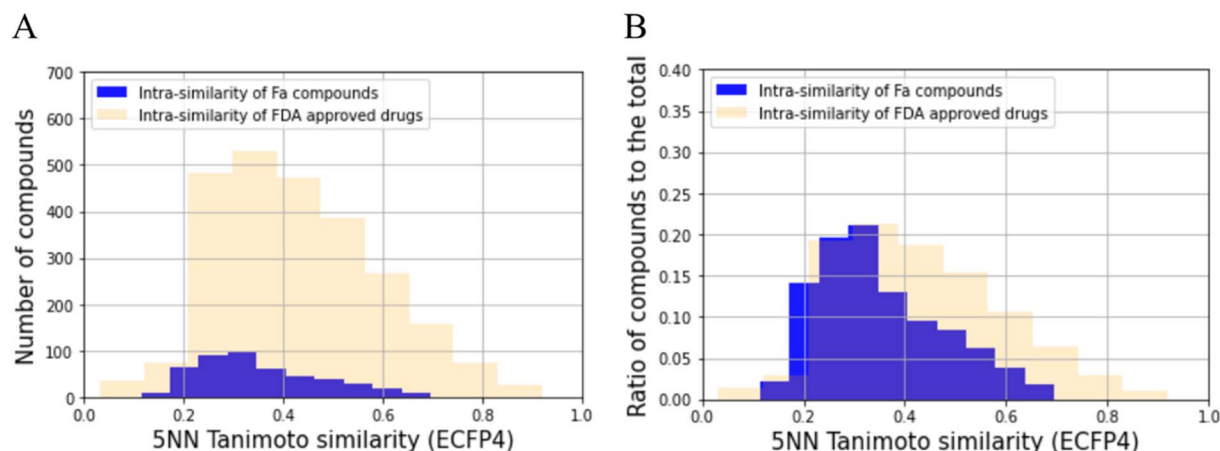 A
Number of compounds
700
600
500
400
300
200
100
0
Intra-similarity of Fa compounds
Intra-similarity of FDA approved drugs
0.0 0.2 0.4 0.6 0.8 1.0
5NN Tanimoto similarity (ECFP4)
B
Ratio of compounds to the total
0.40
0.35
0.30
0.25
0.20
0.15
0.10
0.05
0.00
Intra-similarity of Fa compounds
Intra-similarity of FDA approved drugs
0.0 0.2 0.4 0.6 0.8 1.0
5NN Tanimoto similarity (ECFP4)